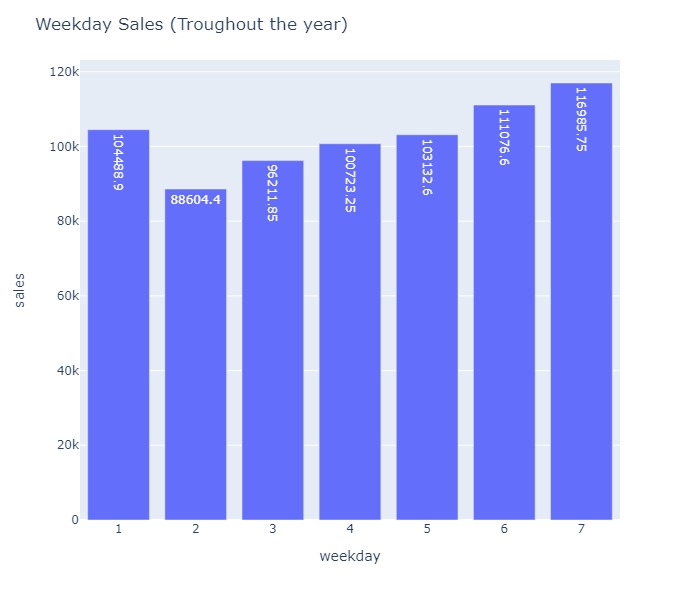 Weekday Sales (Troughout the year)
120k
100k
80k
60k
40k
20k
0
sales
104488.9
88604.4
96211.85
100723.25
103132.6
111076.6
116985.75
1 2 3 4 5 6 7
weekday